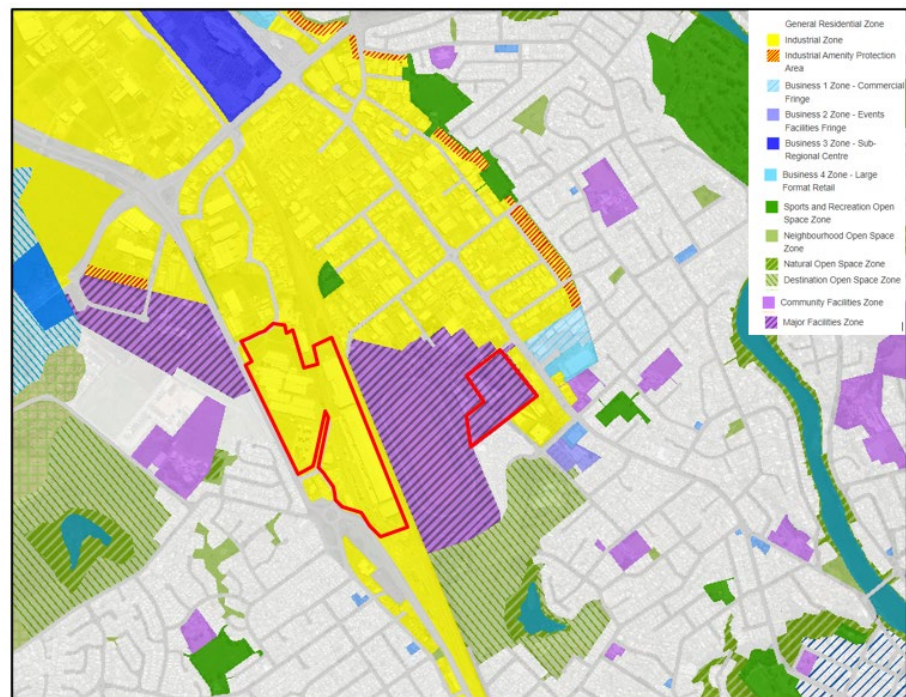 General Residential Zone
Industrial Zone
Industrial Amenity Protection
Area
Business 1 Zone - Commercial
Fringe
Business 2 Zone - Events
Facilities Fringe
Business 3 Zone - Sub-
Regional Centre
Business 4 Zone - Large
Format Retail
Sports and Recreation Open
Space Zone
Neighbourhood Open Space
Zone
Natural Open Space Zone
Destination Open Space Zone
Community Facilities Zone
Major Facilities Zone